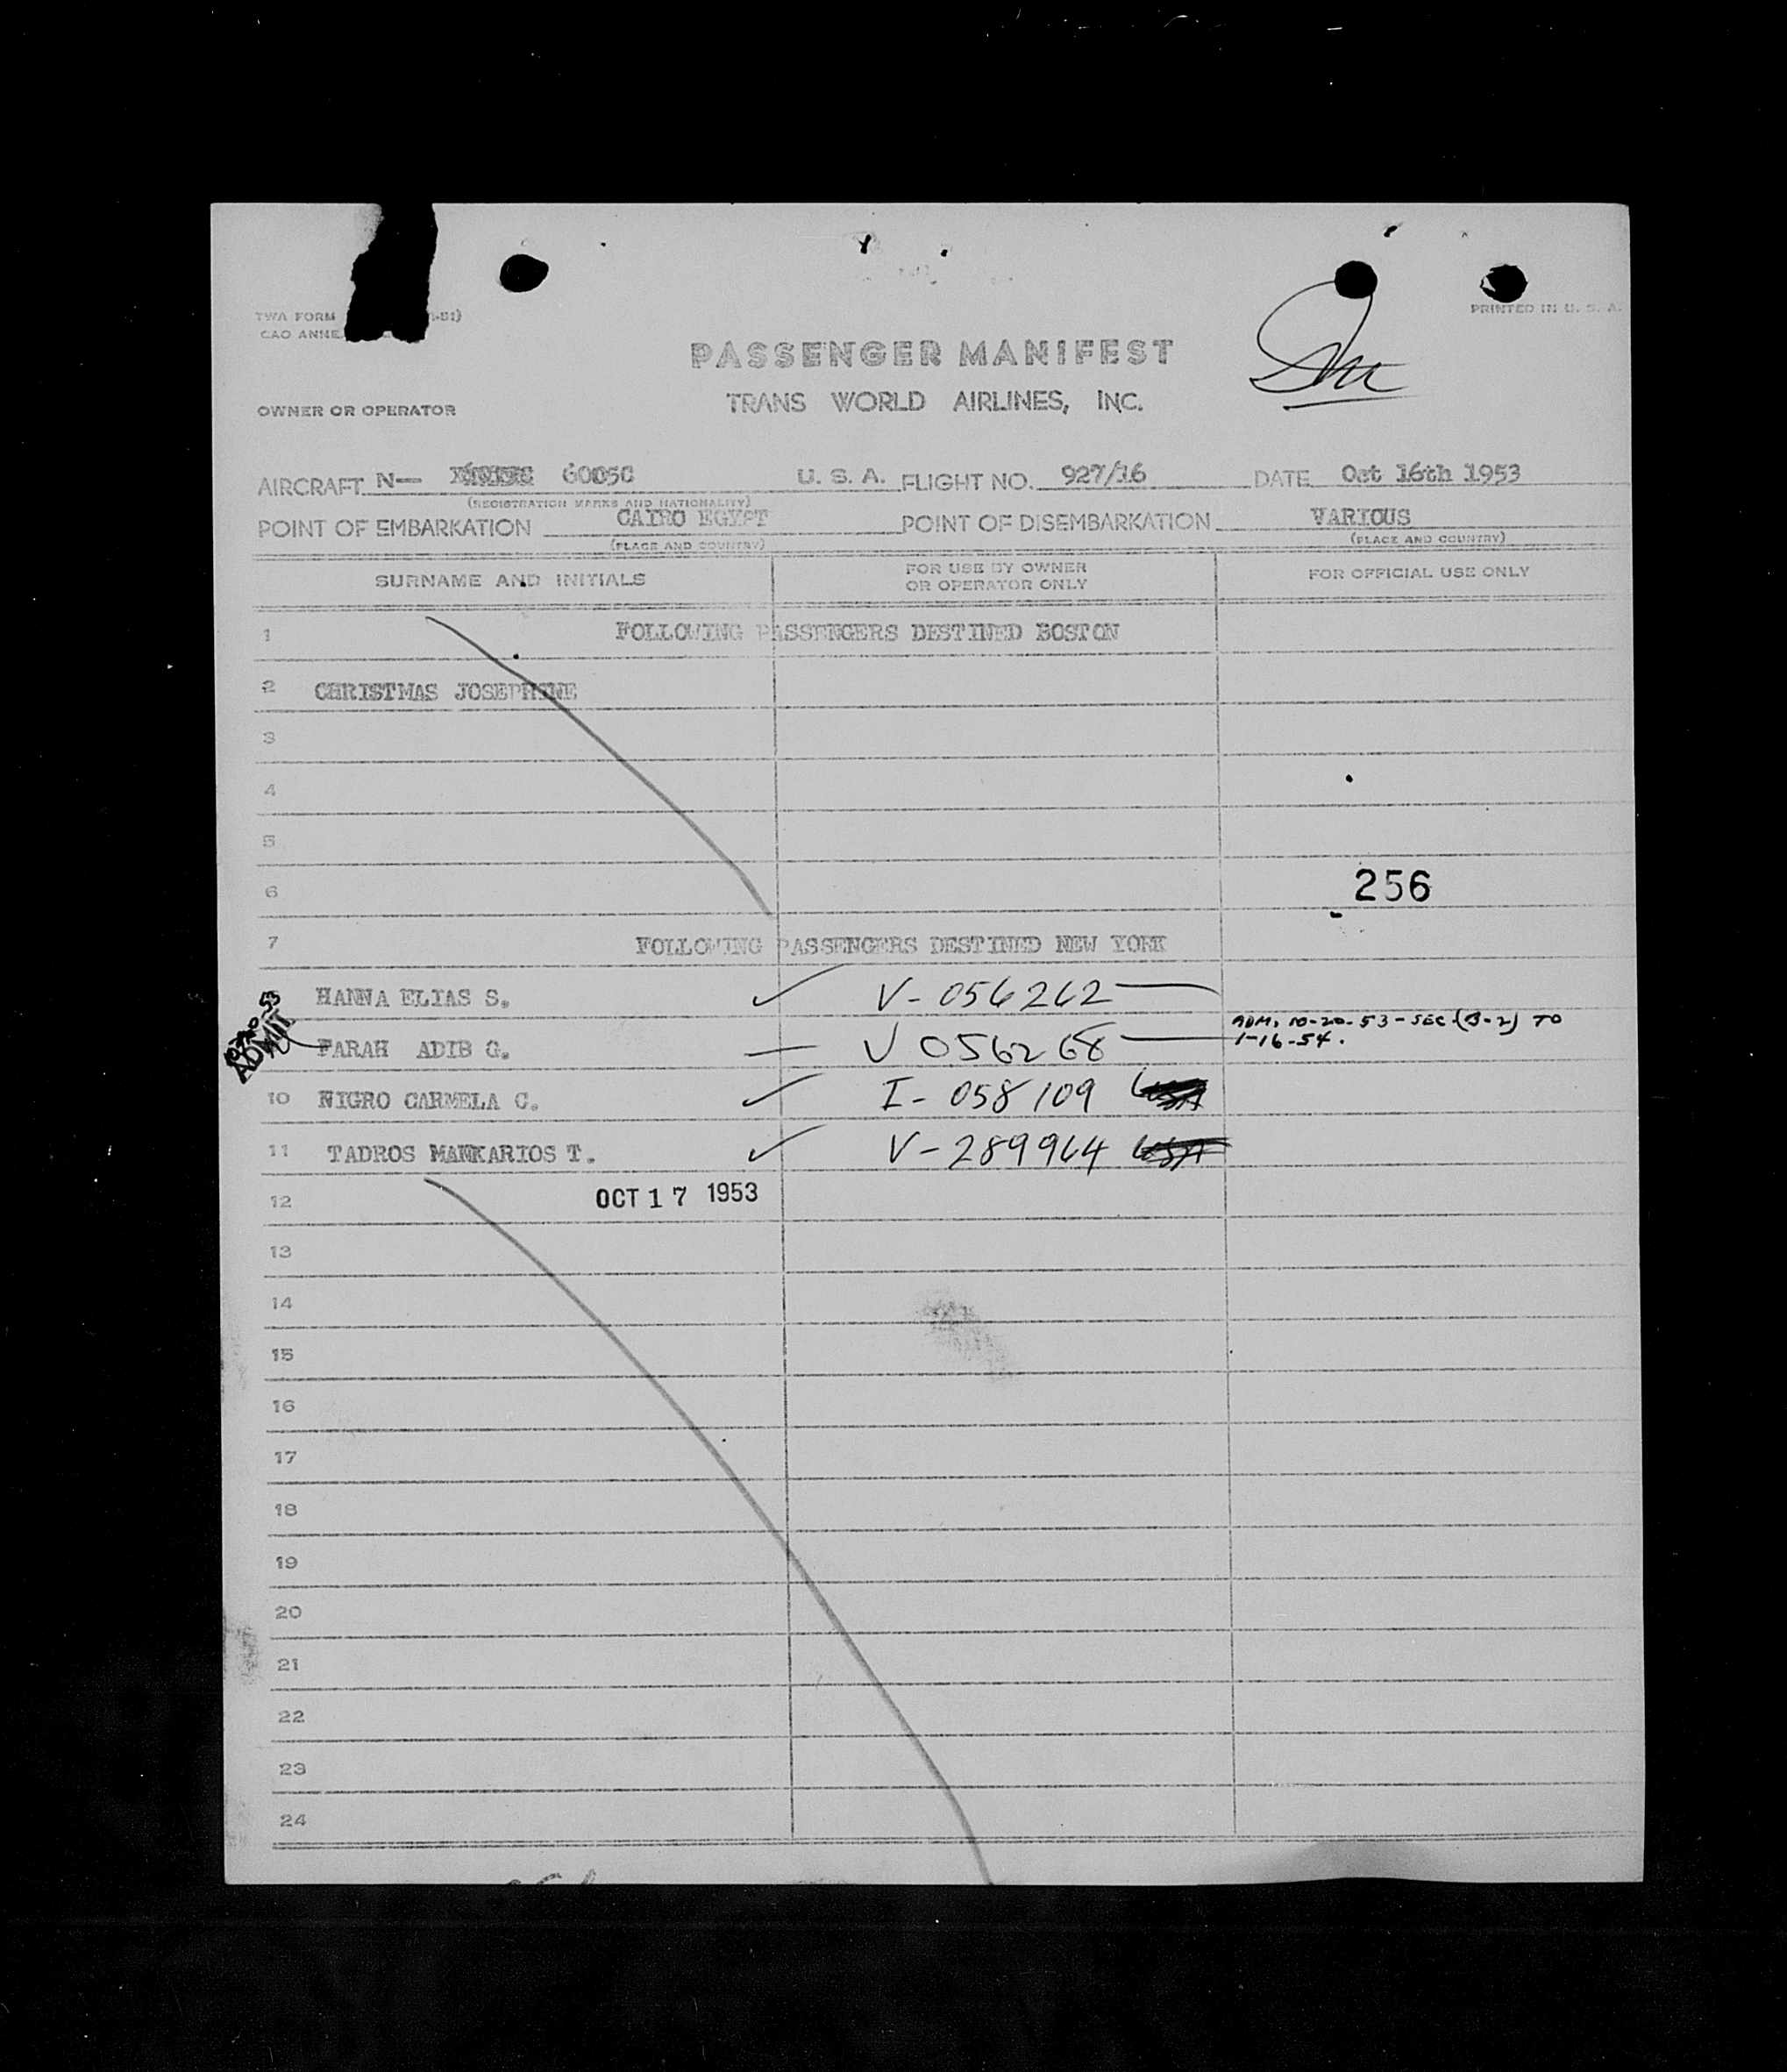 TWA FORM -51)
CAO ANNE
PRINTED IN U. S. A.
PASSENGER MANIFEST
TRANS WORLD AIRLINES, INC.
OWNER OR OPERATOR
AIRCRAFT N— 6005C U. S. A. FLIGHT NO. 927/16 DATE Oct 16th 1953
(REGISTRATION MARKS AND NATIONALITY)
POINT OF EMBARKATION CAIRO EGYPT POINT OF DISEMBARKATION VARIOUS
(PLACE AND COUNTRY) (PLACE AND COUNTRY)
SURNAME AND INITIALS FOR USE BY OWNER OR OPERATOR ONLY FOR OFFICIAL USE ONLY
1 FOLLOWING PASSENGERS DESTINED BOSTON
2 CHRISTMAS JOSEPHINE
3
4
5
6 256
7 FOLLOWING PASSENGERS DESTINED NEW YORK
HANNA ELIAS S. ✓ V- 056262
10-20-53 ADMIT
FARAH ADIB G. — V 056268 ADM. 10-20-53-SEC.(B-2) TO
1-16-54.
10 NIGRO CARMELA C. ✓ I- 058109
11 TADROS MANKARIOS T. ✓ V-289964
12 OCT 17 1953
13
14
15
16
17
18
19
20
21
22
23
24